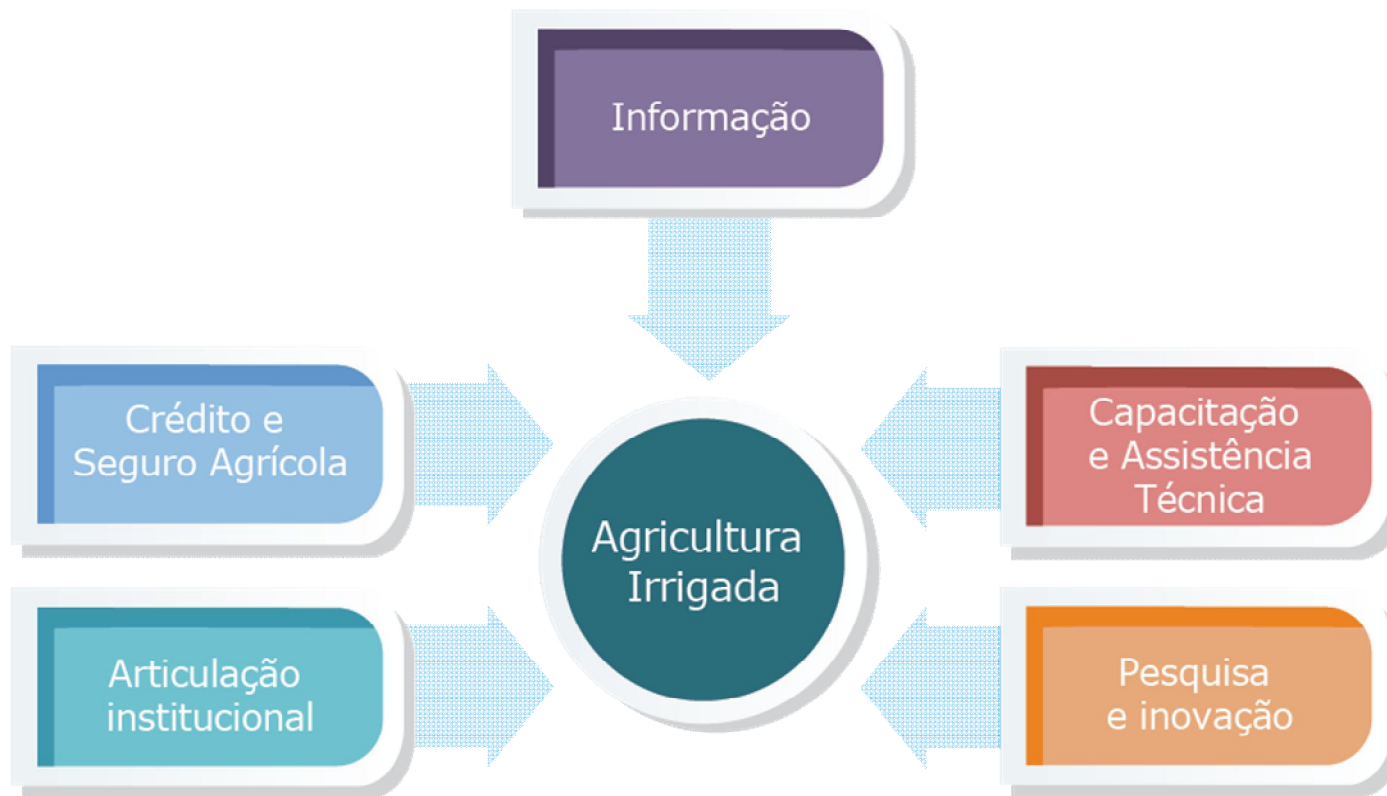 Informação
Crédito e
Seguro Agrícola
Capacitação
e Assistência
Técnica
Agricultura
Irrigada
Articulação
institucional
Pesquisa
e inovação